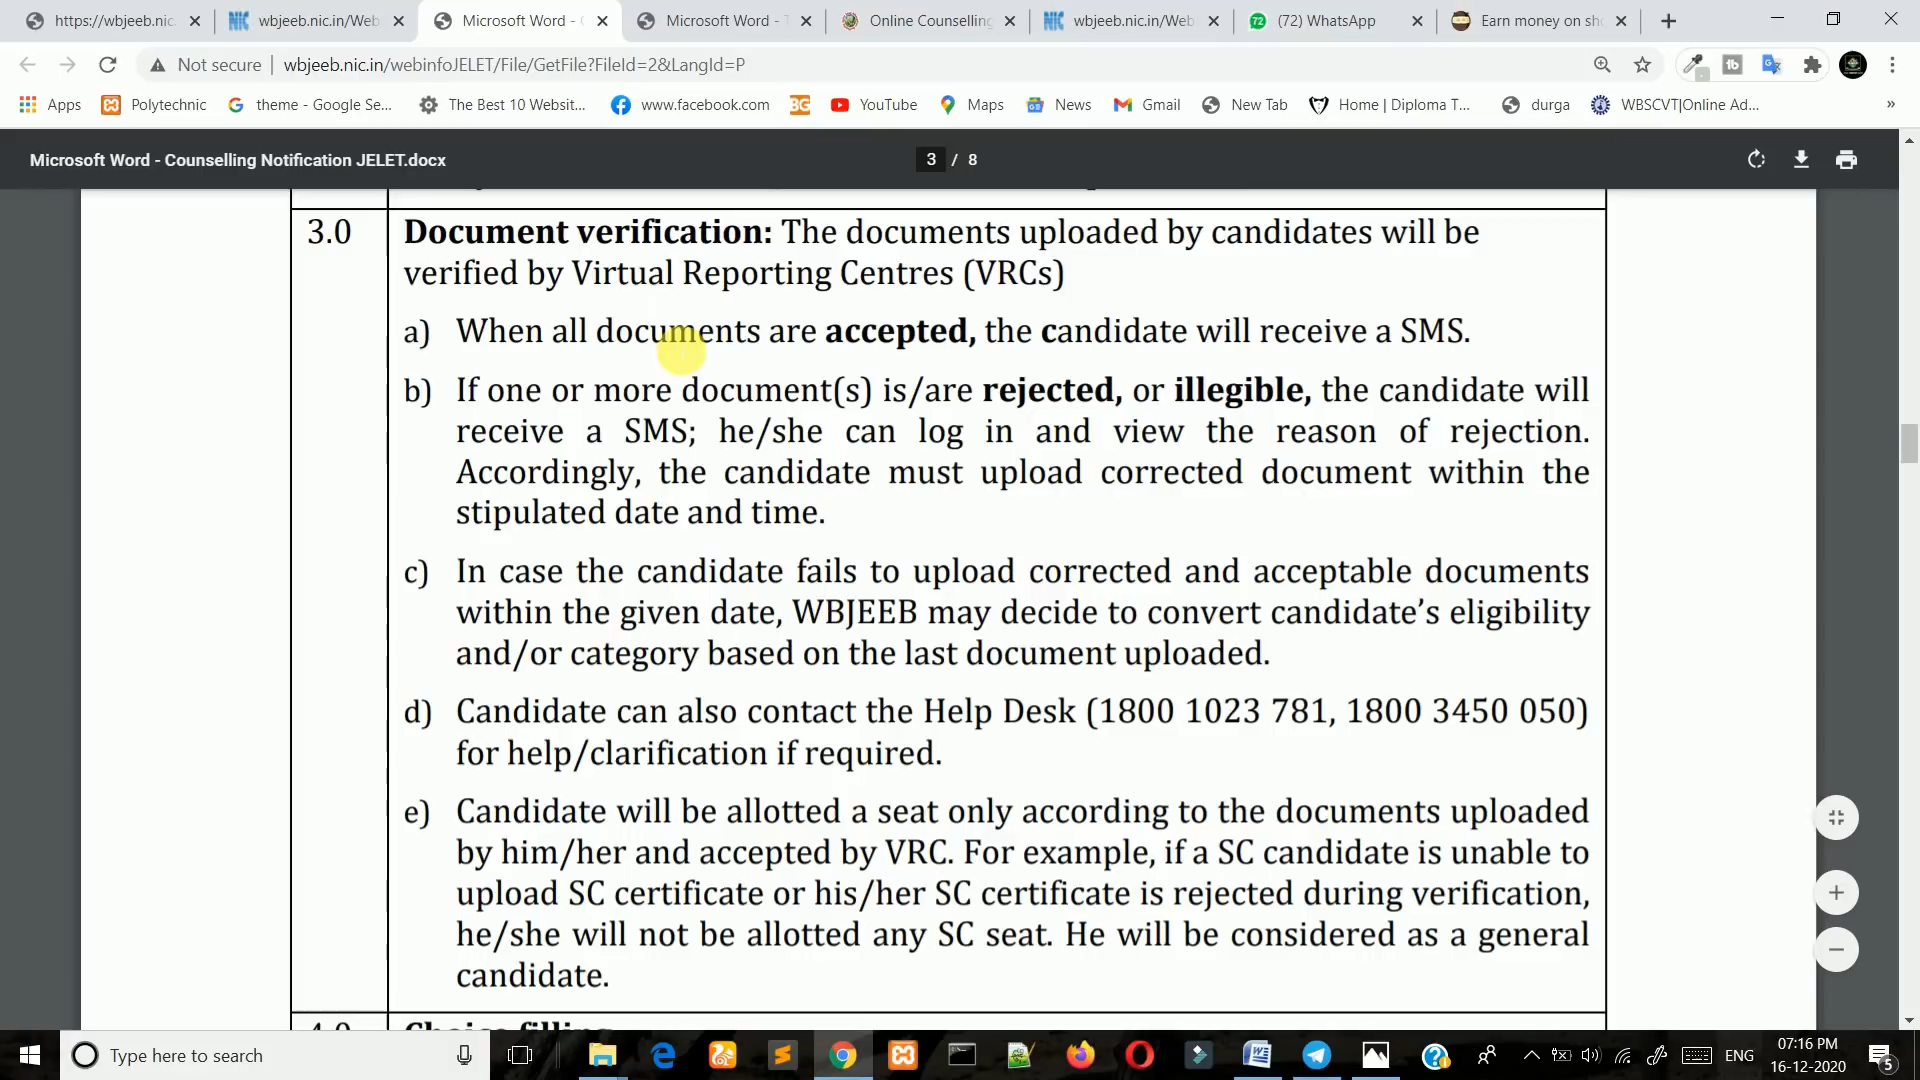 https://wbjeeb.nic.
wbjeeb.nic.in/Web
Microsoft Word -
Microsoft Word -
Online Counselling
wbjeeb.nic.in/Web
72
(72) WhatsApp
Earn money on sh
Not secure
wbjeeb.nic.in/webinfoJELET/File/GetFile?FileId=2&LangId=P
Apps
Polytechnic
theme - Google Se...
The Best 10 Websit...
www.facebook.com
BG
YouTube
Maps
News
Gmail
New Tab
Home | Diploma T...
durga
WBSCVT|Online Ad...
»
Microsoft Word - Counselling Notification JELET.docx
3 / 8
3.0 Document verification: The documents uploaded by candidates will be
verified by Virtual Reporting Centres (VRCs)
a) When all documents are accepted, the candidate will receive a SMS.
b) If one or more document(s) is/are rejected, or illegible, the candidate will
receive a SMS; he/she can log in and view the reason of rejection.
Accordingly, the candidate must upload corrected document within the
stipulated date and time.
c) In case the candidate fails to upload corrected and acceptable documents
within the given date, WBJEEB may decide to convert candidate’s eligibility
and/or category based on the last document uploaded.
d) Candidate can also contact the Help Desk (1800 1023 781, 1800 3450 050)
for help/clarification if required.
e) Candidate will be allotted a seat only according to the documents uploaded
by him/her and accepted by VRC. For example, if a SC candidate is unable to
upload SC certificate or his/her SC certificate is rejected during verification,
he/she will not be allotted any SC seat. He will be considered as a general
candidate.
4.0 Choice filling
Type here to search
ENG
07:16 PM
16-12-2020
5